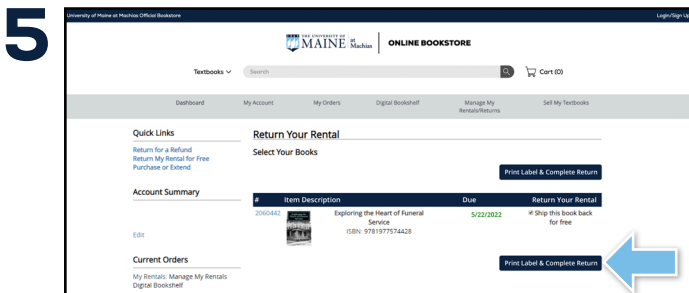 5
University of Maine at Machias Official Bookstore
Login/Sign Up
THE UNIVERSITY OF
MAINE at Machias
ONLINE BOOKSTORE
Textbooks
Search
Cart (0)
Dashboard
My Account
My Orders
Digital Bookshelf
Manage My
Rentals/Returns
Sell My Textbooks
Quick Links
Return for a Refund
Return My Rental for Free
Purchase or Extend
Account Summary
Edit
Current Orders
My Rentals: Manage My Rentals
Digital Bookshelf
Return Your Rental
Select Your Books
Print Label & Complete Return
# Item Description Due Return Your Rental
2060442
Exploring the Heart of Funeral
Service
ISBN: 9781977574428
5/22/2022
Ship this book back
for free
Print Label & Complete Return